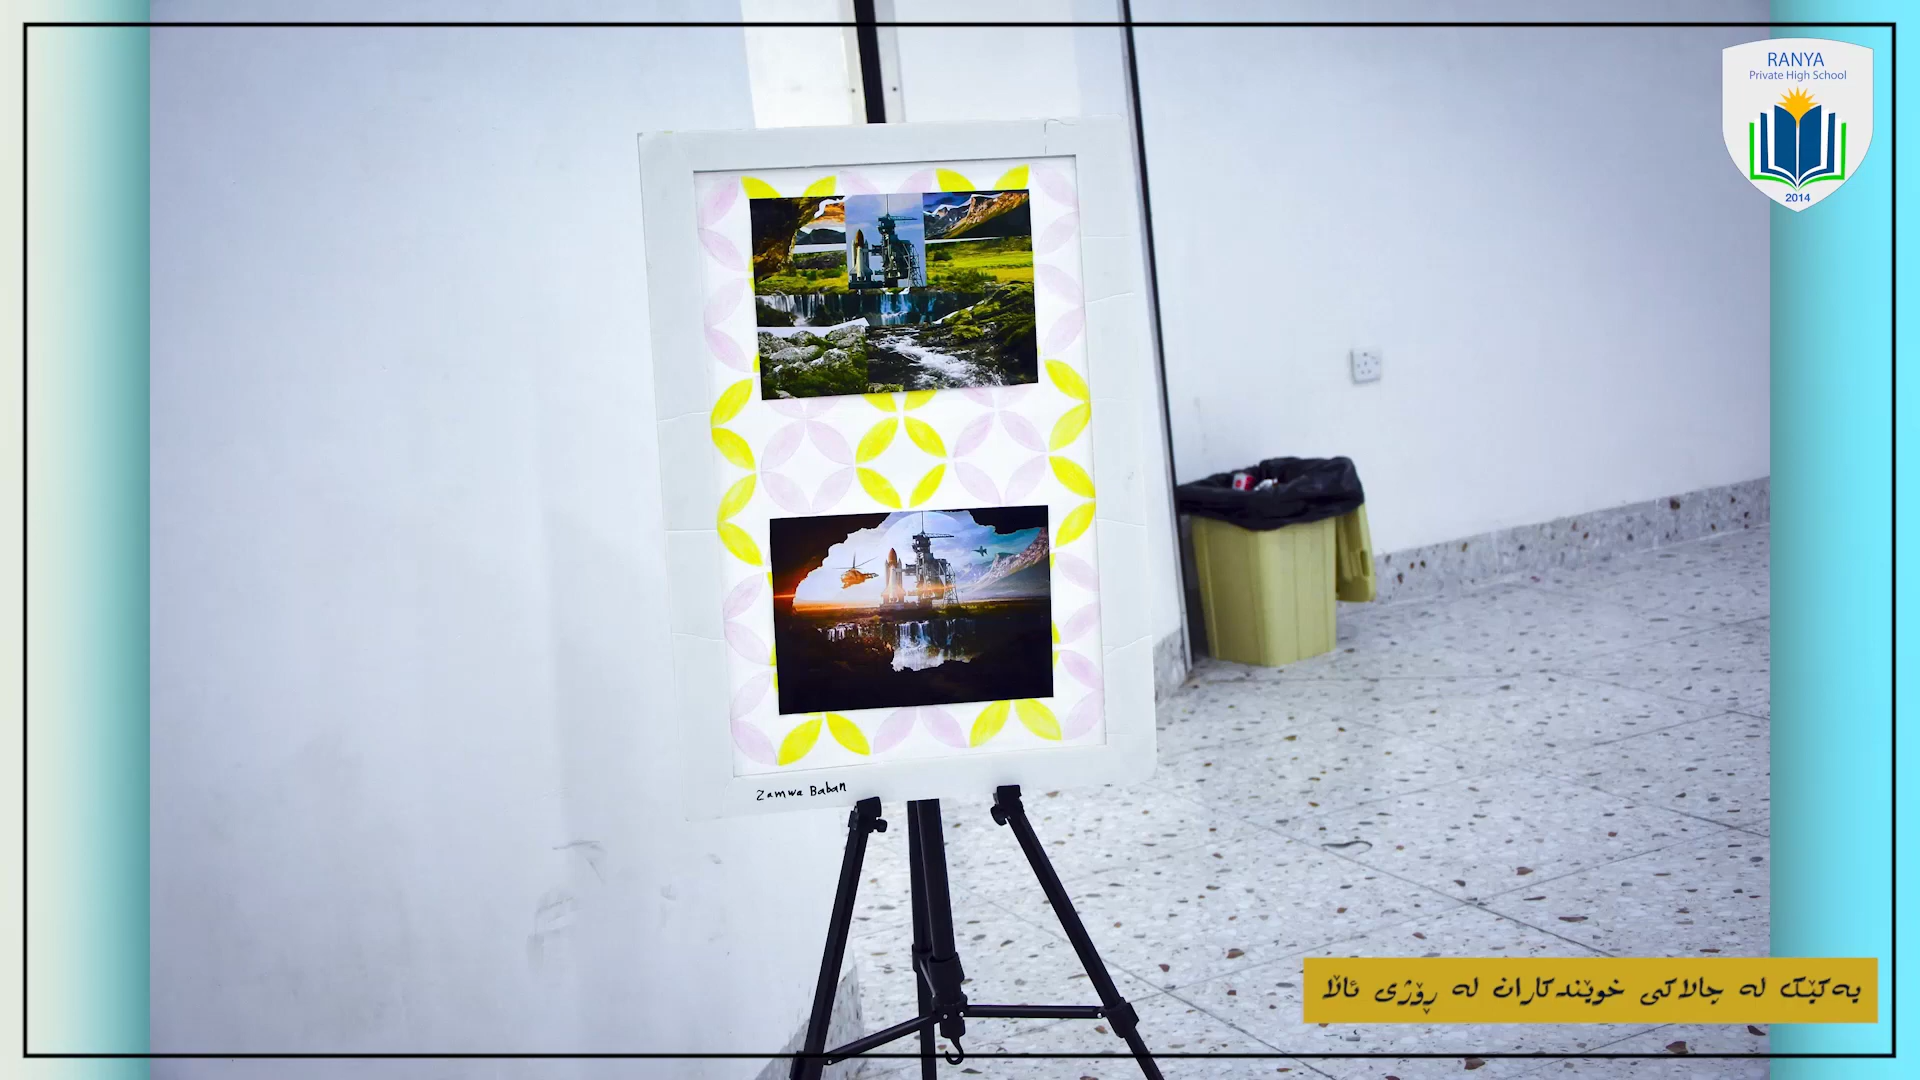 RANYA
Private High School
2014
Zamwa Baban
یەکێک لە چالاکی خوێندکاران لە ڕۆژی ئاڵا